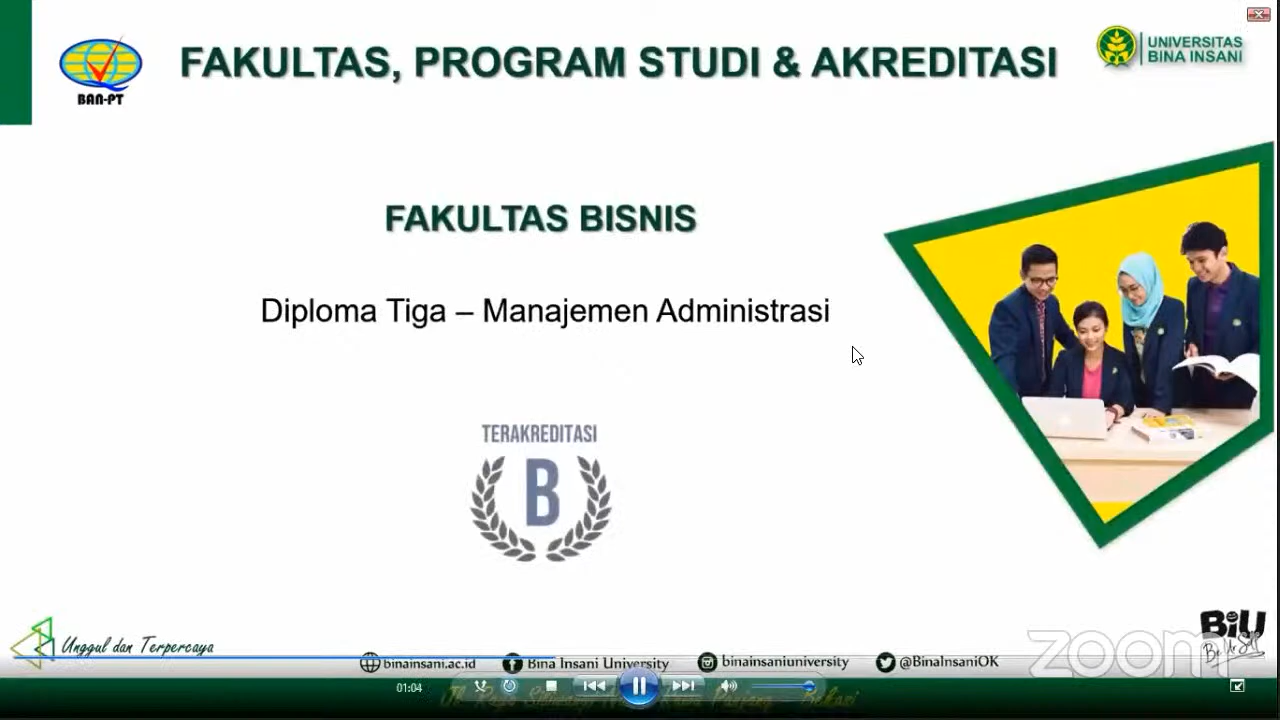 FAKULTAS, PROGRAM STUDI & AKREDITASI
BAN-PT
UNIVERSITAS
BINA INSANI
FAKULTAS BISNIS
Diploma Tiga – Manajemen Administrasi
TERAKREDITASI
B
Unggul dan Terpercaya
BiU
zoom
binainsani.ac.id
Bina Insani University
binainsaniuniversity
@BinaInsaniOK
01:04